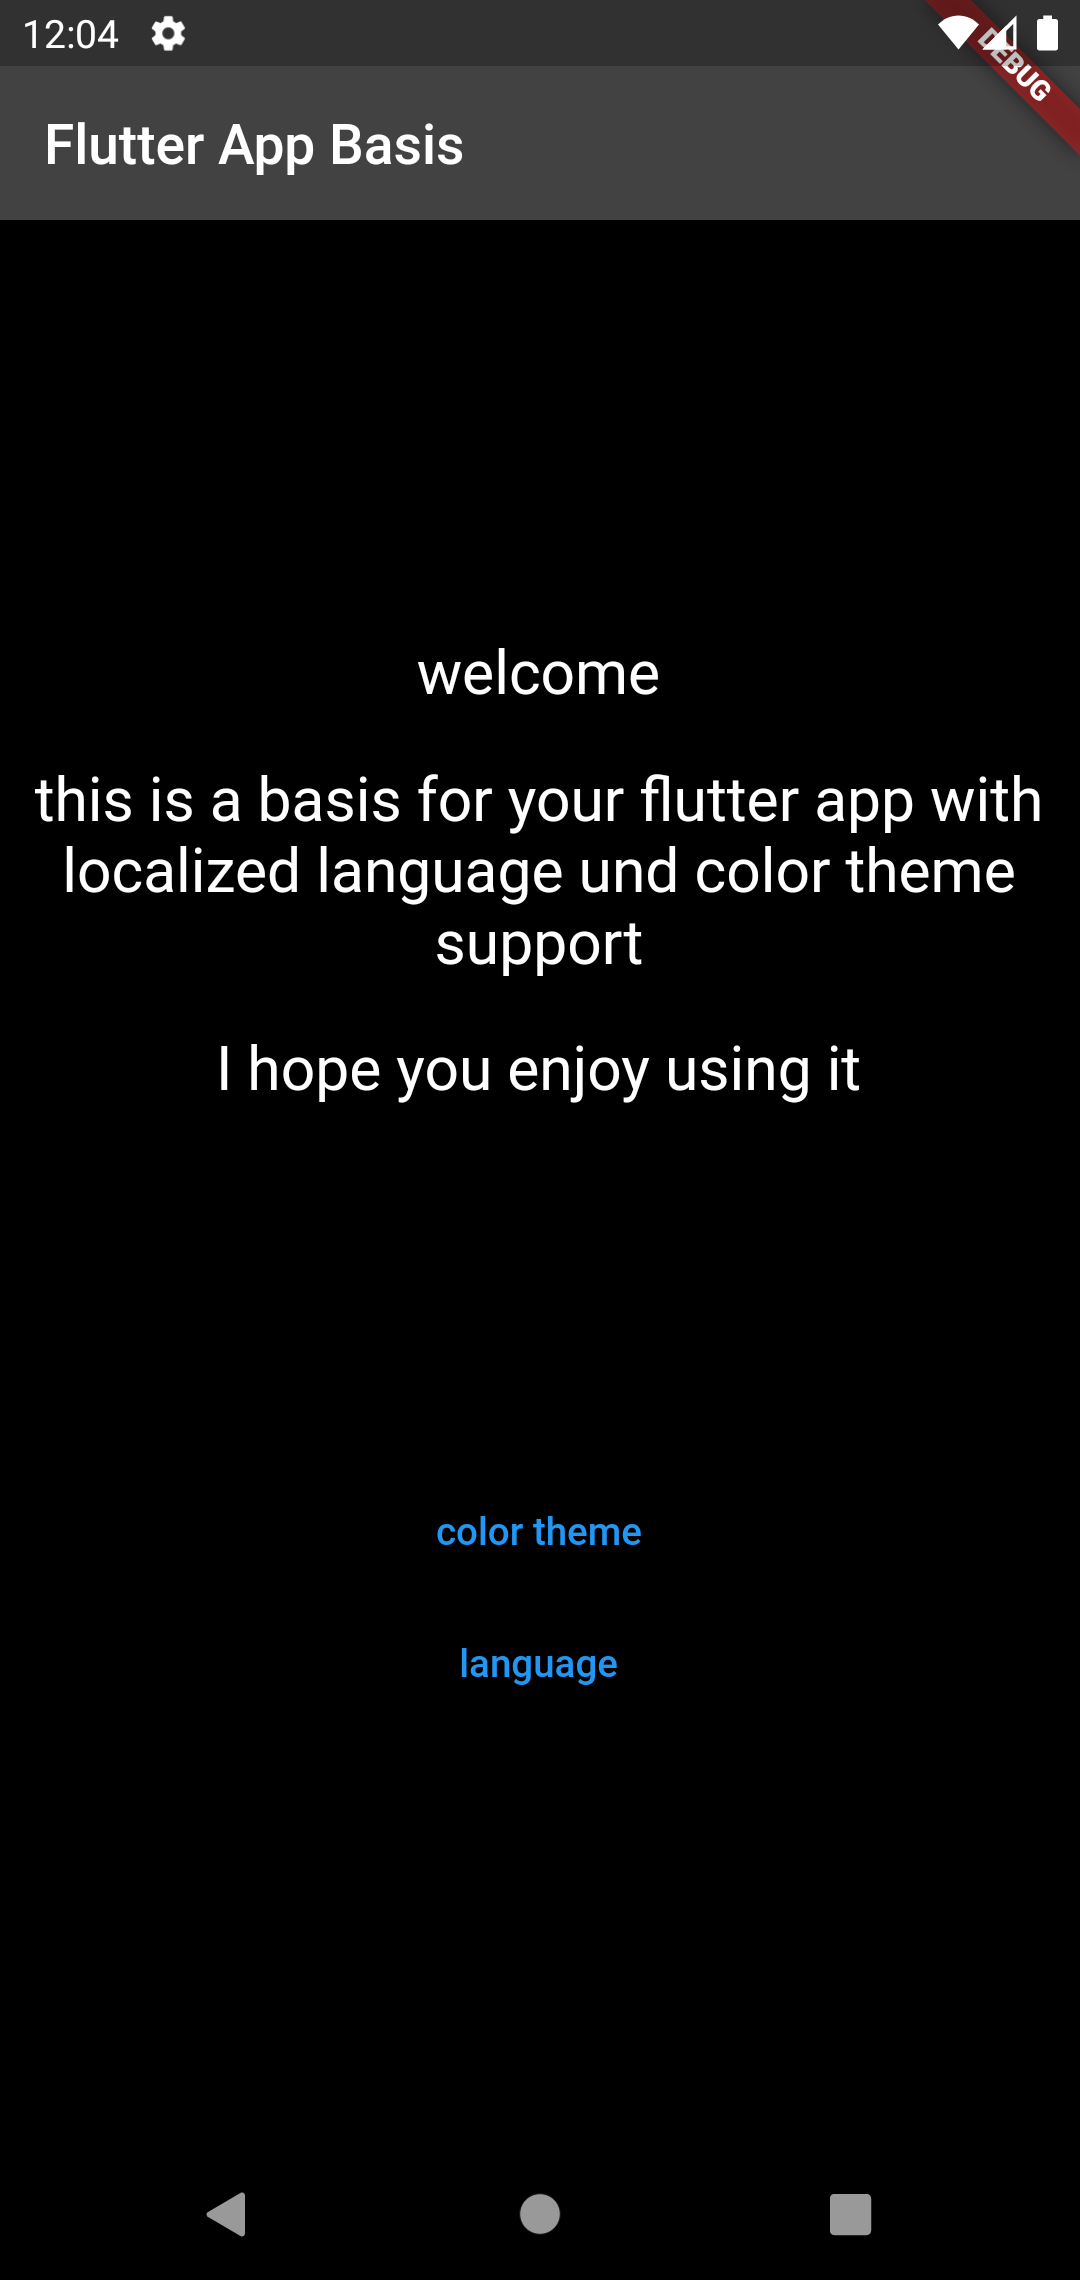 12:04
DEBUG
Flutter App Basis
welcome
this is a basis for your flutter app with
localized language und color theme
support
I hope you enjoy using it
color theme
language